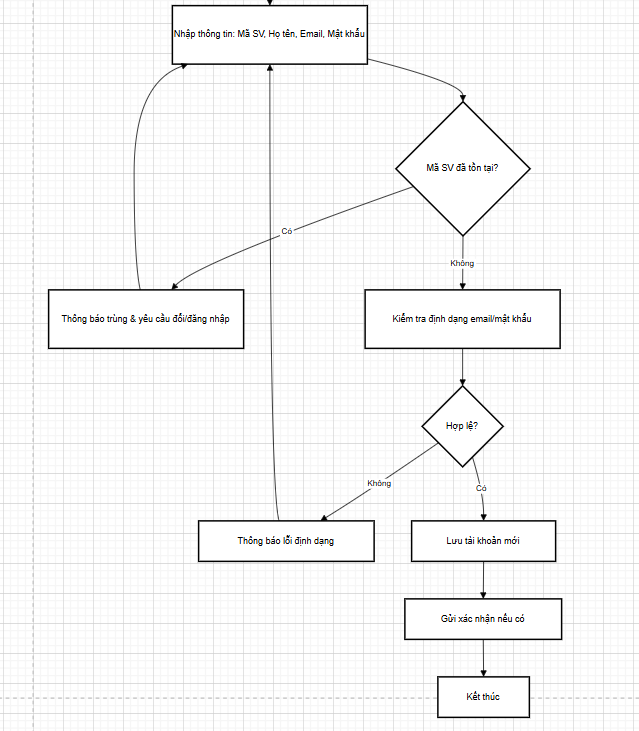 Nhập thông tin: Mã SV, Họ tên, Email, Mật khẩu
Mã SV đã tồn tại?
Có
Không
Thông báo trùng & yêu cầu đổi/đăng nhập
Kiểm tra định dạng email/mật khẩu
Hợp lệ?
Không
Có
Thông báo lỗi định dạng
Lưu tài khoản mới
Gửi xác nhận nếu có
Kết thúc